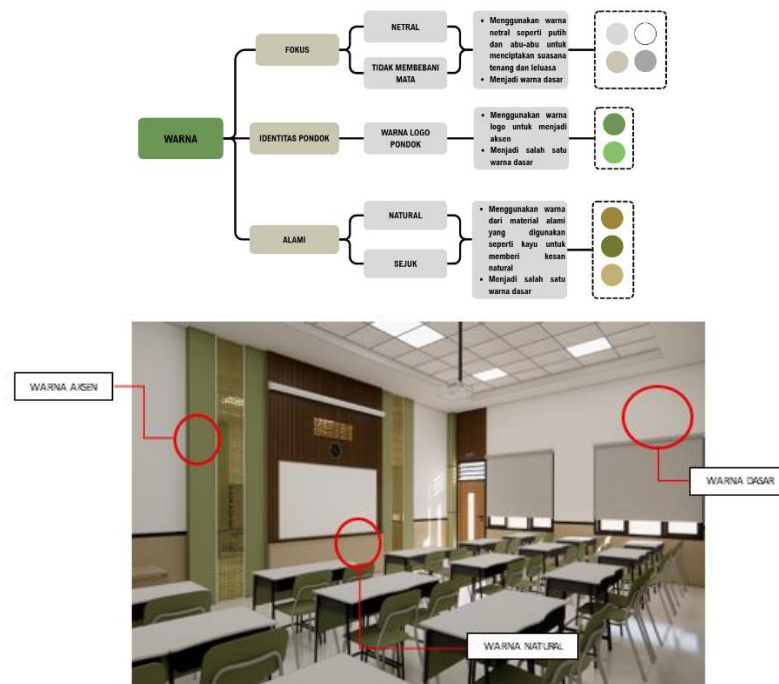 WARNA
FOKUS
NETRAL
TIDAK MEMBEBANI
MATA
• Menggunakan warna
netral seperti putih
dan abu-abu untuk
menciptakan suasana
tenang dan leluasa
• Menjadi warna dasar
IDENTITAS PONDOK
WARNA LOGO
PONDOK
• Menggunakan warna
logo untuk menjadi
aksen
• Menjadi salah satu
warna dasar
ALAMI
NATURAL
SEJUK
• Menggunakan warna
dari material alami
yang digunakan
seperti kayu untuk
memberi kesan
natural
• Menjadi salah satu
warna dasar
WARNA AKSEN
WARNA DASAR
WARNA NATURAL